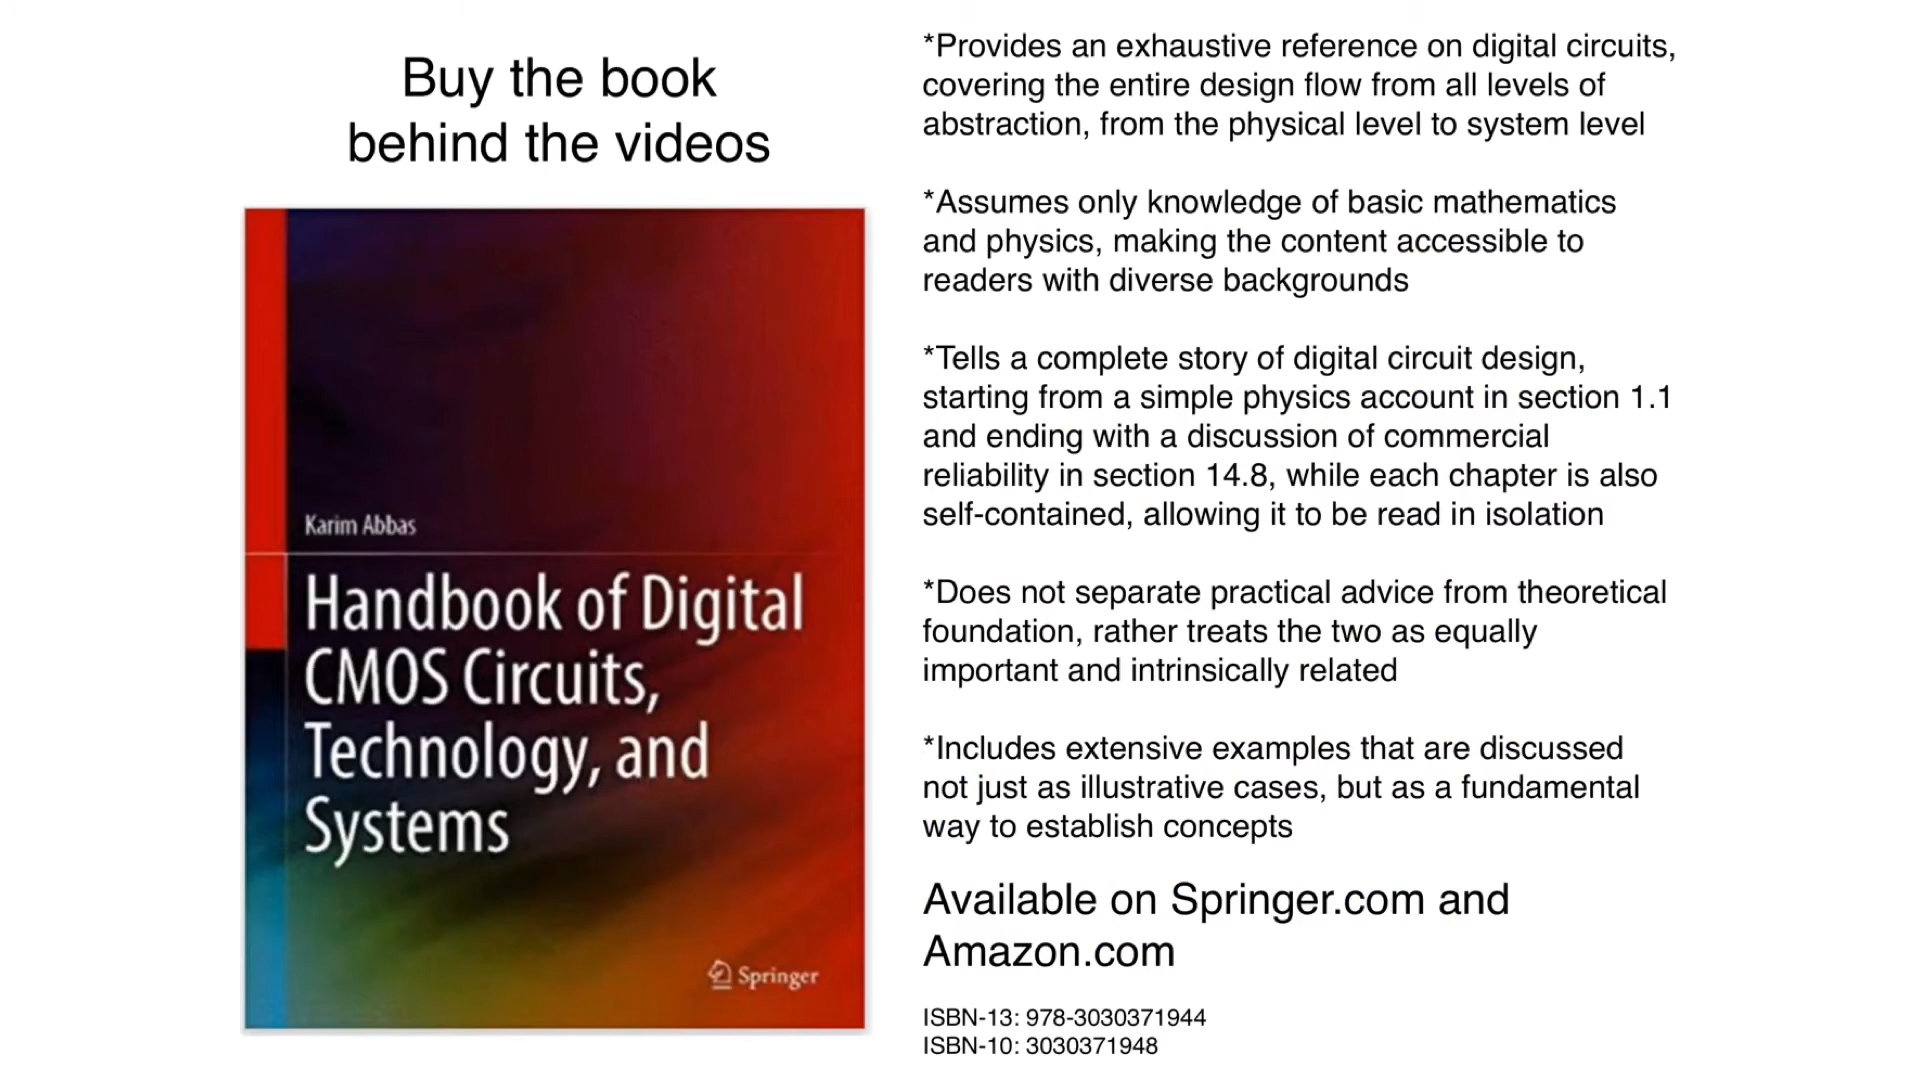 Buy the book
behind the videos
Karim Abbas
Handbook of Digital
CMOS Circuits,
Technology, and
Systems
Springer
*Provides an exhaustive reference on digital circuits,
covering the entire design flow from all levels of
abstraction, from the physical level to system level
*Assumes only knowledge of basic mathematics
and physics, making the content accessible to
readers with diverse backgrounds
*Tells a complete story of digital circuit design,
starting from a simple physics account in section 1.1
and ending with a discussion of commercial
reliability in section 14.8, while each chapter is also
self-contained, allowing it to be read in isolation
*Does not separate practical advice from theoretical
foundation, rather treats the two as equally
important and intrinsically related
*Includes extensive examples that are discussed
not just as illustrative cases, but as a fundamental
way to establish concepts
Available on Springer.com and
Amazon.com
ISBN-13: 978-3030371944
ISBN-10: 3030371948